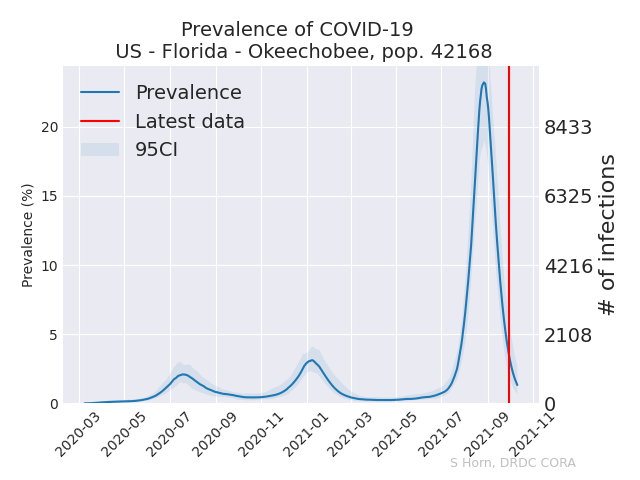 Prevalence of COVID-19
US - Florida - Okeechobee, pop. 42168
Prevalence
Latest data
95CI
Prevalence (%)
20
15
10
5
0
8433
6325
4216
2108
0
# of infections
2020-03
2020-05
2020-07
2020-09
2020-11
2021-01
2021-03
2021-05
2021-07
2021-09
2021-11
S Horn, DRDC CORA